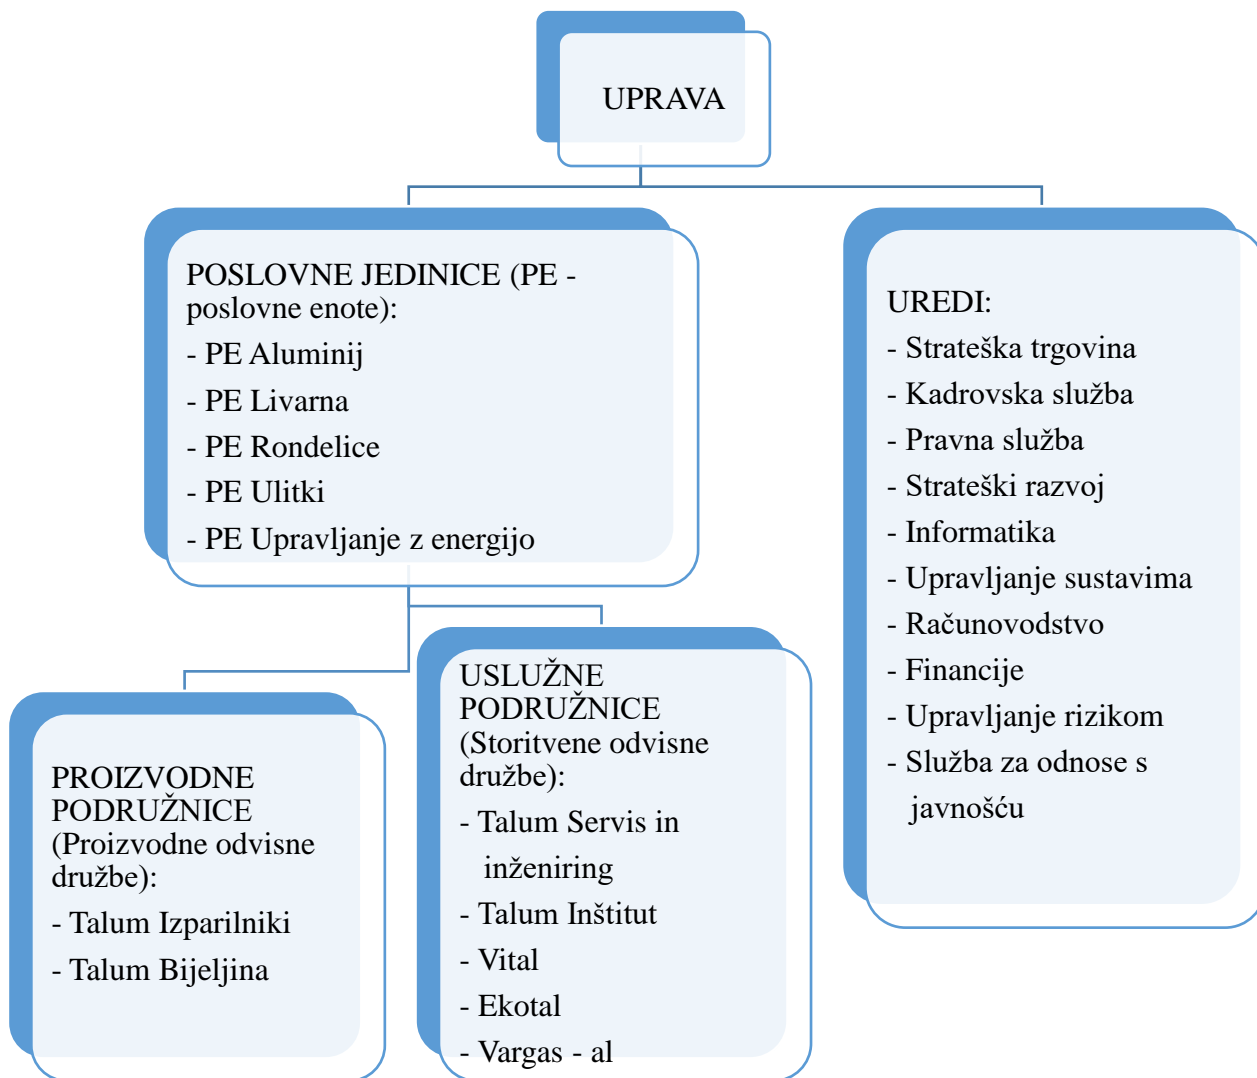 UPRAVA
POSLOVNE JEDINICE (PE -
poslovne enote):
- PE Aluminij
- PE Livarna
- PE Rondelice
- PE Ulitki
- PE Upravljanje z energijo
UREDI:
- Strateška trgovina
- Kadrovska služba
- Pravna služba
- Strateški razvoj
- Informatika
- Upravljanje sustavima
- Računovodstvo
- Financije
- Upravljanje rizikom
- Služba za odnose s
javnošću
PROIZVODNE
PODRUŽNICE
(Proizvodne odvisne
družbe):
- Talum Izparilniki
- Talum Bijeljina
USLUŽNE
PODRUŽNICE
(Storitvene odvisne
družbe):
- Talum Servis in
inženiring
- Talum Inštitut
- Vital
- Ekotal
- Vargas - al